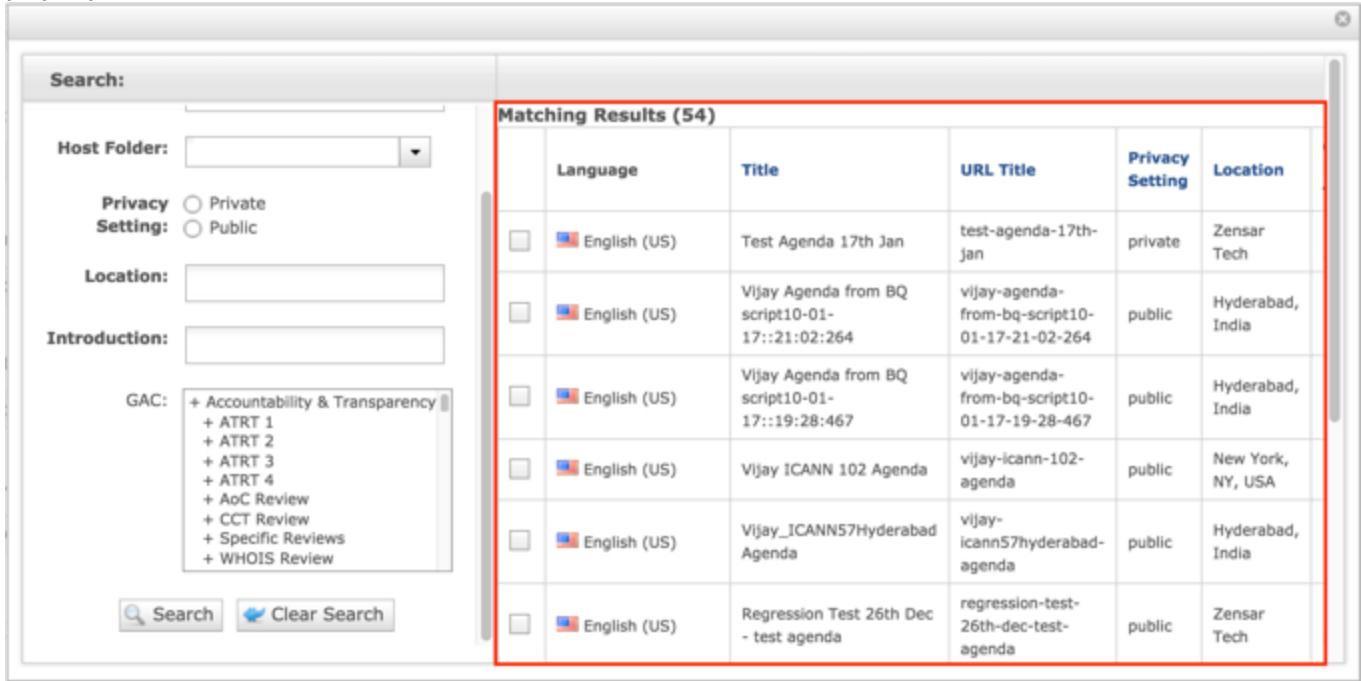 Search:
Host Folder:
Privacy Setting:
Private
Public
Location:
Introduction:
GAC:
+ Accountability & Transparency
+ ATRT 1
+ ATRT 2
+ ATRT 3
+ ATRT 4
+ AoC Review
+ CCT Review
+ Specific Reviews
+ WHOIS Review
Search
Clear Search
Matching Results (54)
Language
Title
URL Title
Privacy
Setting
Location
English (US)
Test Agenda 17th Jan
test-agenda-17th-
jan
private
Zensar
Tech
English (US)
Vijay Agenda from BQ
script10-01-
17::21:02:264
vijay-agenda-
from-bq-script10-
01-17-21-02-264
public
Hyderabad,
India
English (US)
Vijay Agenda from BQ
script10-01-
17::19:28:467
vijay-agenda-
from-bq-script10-
01-17-19-28-467
public
Hyderabad,
India
English (US)
Vijay ICANN 102 Agenda
vijay-icann-102-
agenda
public
New York,
NY, USA
English (US)
Vijay_ICANN57Hyderabad
Agenda
vijay-
icann57hyderabad-
agenda
public
Hyderabad,
India
English (US)
Regression Test 26th Dec
- test agenda
regression-test-
26th-dec-test-
agenda
public
Zensar
Tech